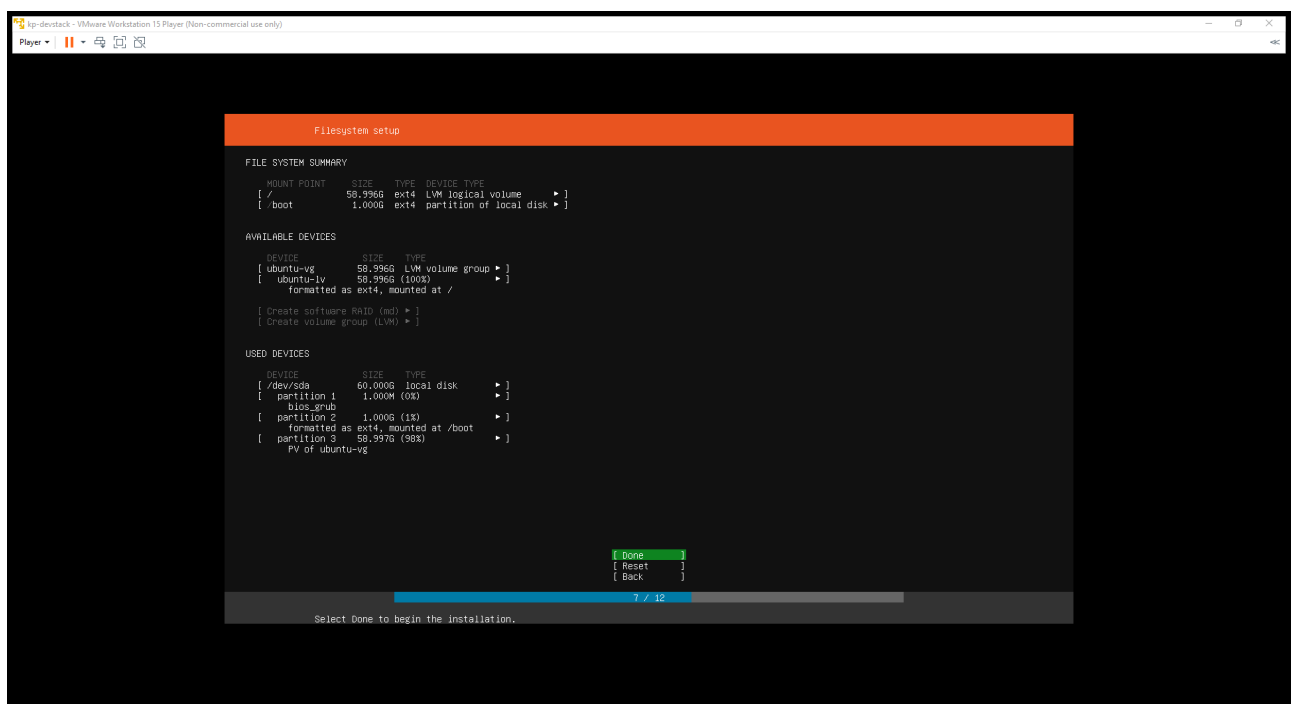 kp-devstack - VMware Workstation 15 Player (Non-commercial use only)
Player
Filesystem setup
FILE SYSTEM SUMMARY
MOUNT POINT SIZE TYPE DEVICE TYPE
[ / 58.996G ext4 LVM logical volume ► ]
[ /boot 1.000G ext4 partition of local disk ► ]
AVAILABLE DEVICES
DEVICE SIZE TYPE
[ ubuntu-vg 58.996G LVM volume group ► ]
[ ubuntu-lv 58.996G (100%) ► ]
formatted as ext4, mounted at /
[ Create software RAID (md) ► ]
[ Create volume group (LVM) ► ]
USED DEVICES
DEVICE SIZE TYPE
[ /dev/sda 60.000G local disk ► ]
[ partition 1 1.000M (0%) ► ]
bios_grub
[ partition 2 1.000G (1%) ► ]
formatted as ext4, mounted at /boot
[ partition 3 58.997G (98%) ► ]
PV of ubuntu-vg
[ Done ]
[ Reset ]
[ Back ]
7 / 12
Select Done to begin the installation.